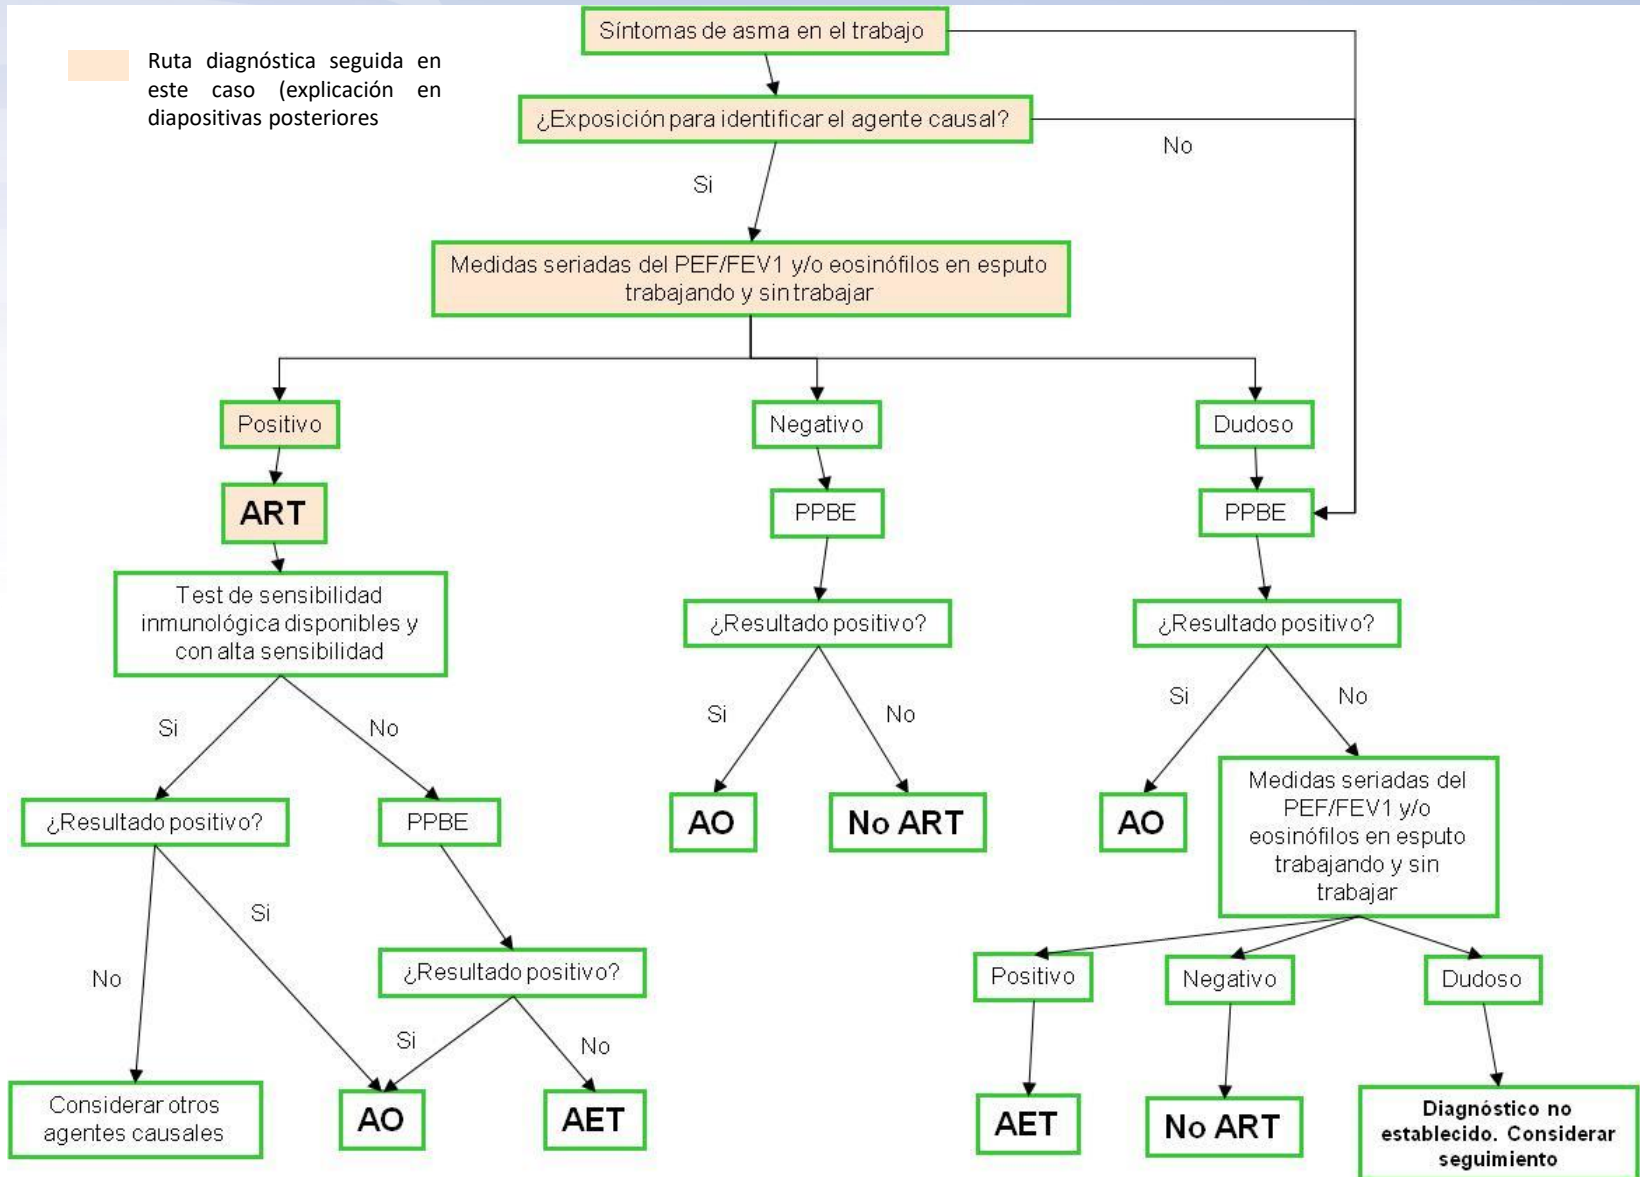 Síntomas de asma en el trabajo
Ruta diagnóstica seguida en
este caso (explicación en
diapositivas posteriores
¿Exposición para identificar el agente causal?
No
Si
Medidas seriadas del PEF/FEV1 y/o eosinófilos en esputo
trabajando y sin trabajar
Positivo
Negativo
Dudoso
ART
PPBE
PPBE
Test de sensibilidad
inmunológica disponibles y
con alta sensibilidad
¿Resultado positivo?
¿Resultado positivo?
Si
No
Si
No
Si
No
¿Resultado positivo?
PPBE
AO
No ART
AO
Medidas seriadas del
PEF/FEV1 y/o
eosinófilos en esputo
trabajando y sin
trabajar
Si
No
¿Resultado positivo?
Positivo
Negativo
Dudoso
Si
No
Considerar otros
agentes causales
AO
AET
AET
No ART
Diagnóstico no
establecido. Considerar
seguimiento